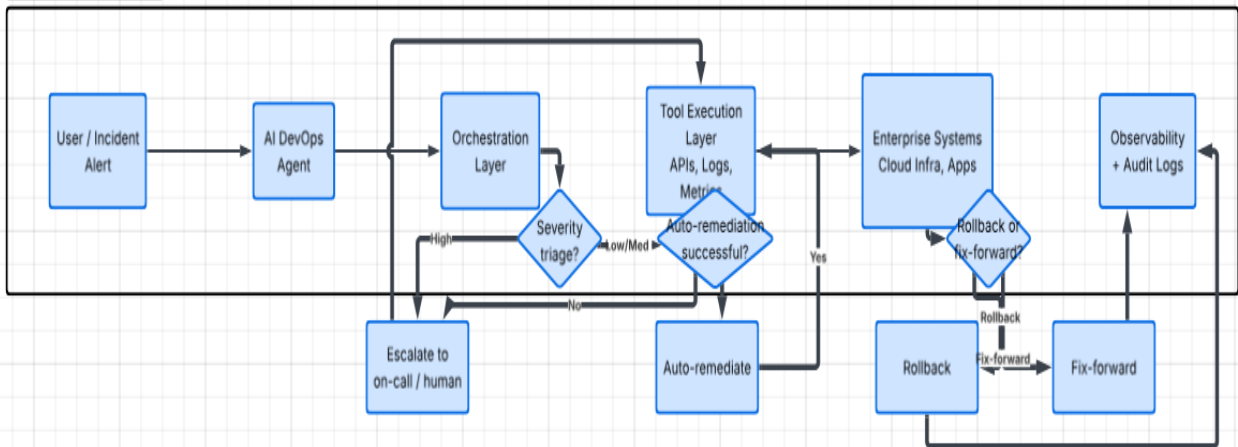 User / Incident
Alert
AI DevOps
Agent
Orchestration
Layer
Tool Execution
Layer
APIs, Logs,
Metrics
Enterprise Systems
Cloud Infra, Apps
Observability
+ Audit Logs
Severity
triage?
High
Low/Med
Auto-remediation
successful?
Yes
No
Rollback or
fix-forward?
Rollback
Fix-forward
Escalate to
on-call / human
Auto-remediate
Rollback
Fix-forward